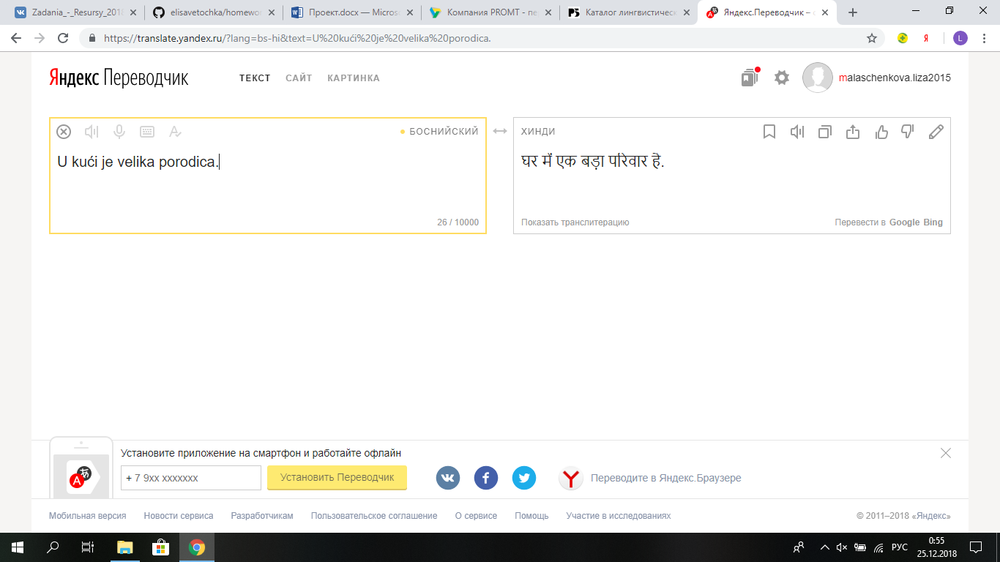 Zadania_-_Resursy_201
elisavetochka/homewor
Проект.docx — Micros
Компания PROMT - пе
Каталог лингвистическ
Яндекс.Переводчик – с
https://translate.yandex.ru/?lang=bs-hi&text=U%20kući%20je%20velika%20porodica.
L
Яндекс Переводчик
ТЕКСТ САЙТ КАРТИНКА
malaschenkova.liza2015
БОСНИЙСКИЙ
ХИНДИ
U kući je velika porodica.
घर में एक बड़ा परिवार है.
26 / 10000
Показать транслитерацию
Перевести в Google Bing
Установите приложение на смартфон и работайте офлайн
+ 7 9xx xxxxxxx
Установить Переводчик
Переводите в Яндекс.Браузере
Мобильная версия Новости сервиса Разработчикам Пользовательское соглашение О сервисе Помощь Участие в исследованиях
© 2011–2018 «Яндекс»
РУС
0:55
25.12.2018